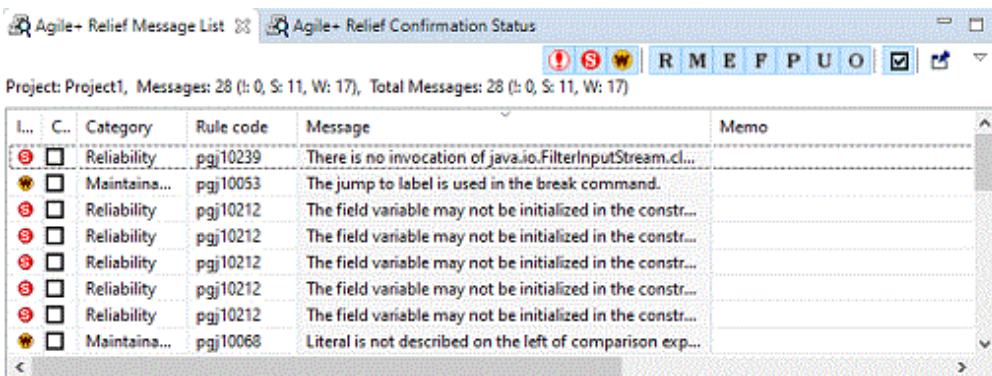 Agile+ Relief Message List Agile+ Relief Confirmation Status
! S W R M E F P U O
Project: Project1, Messages: 28 (!: 0, S: 11, W: 17), Total Messages: 28 (!: 0, S: 11, W: 17)
I... C... Category Rule code Message Memo
S Reliability pgj10239 There is no invocation of java.io.FilterInputStream.cl...
W Maintaina... pgj10053 The jump to label is used in the break command.
S Reliability pgj10212 The field variable may not be initialized in the constr...
S Reliability pgj10212 The field variable may not be initialized in the constr...
S Reliability pgj10212 The field variable may not be initialized in the constr...
S Reliability pgj10212 The field variable may not be initialized in the constr...
S Reliability pgj10212 The field variable may not be initialized in the constr...
W Maintaina... pgj10068 Literal is not described on the left of comparison exp...